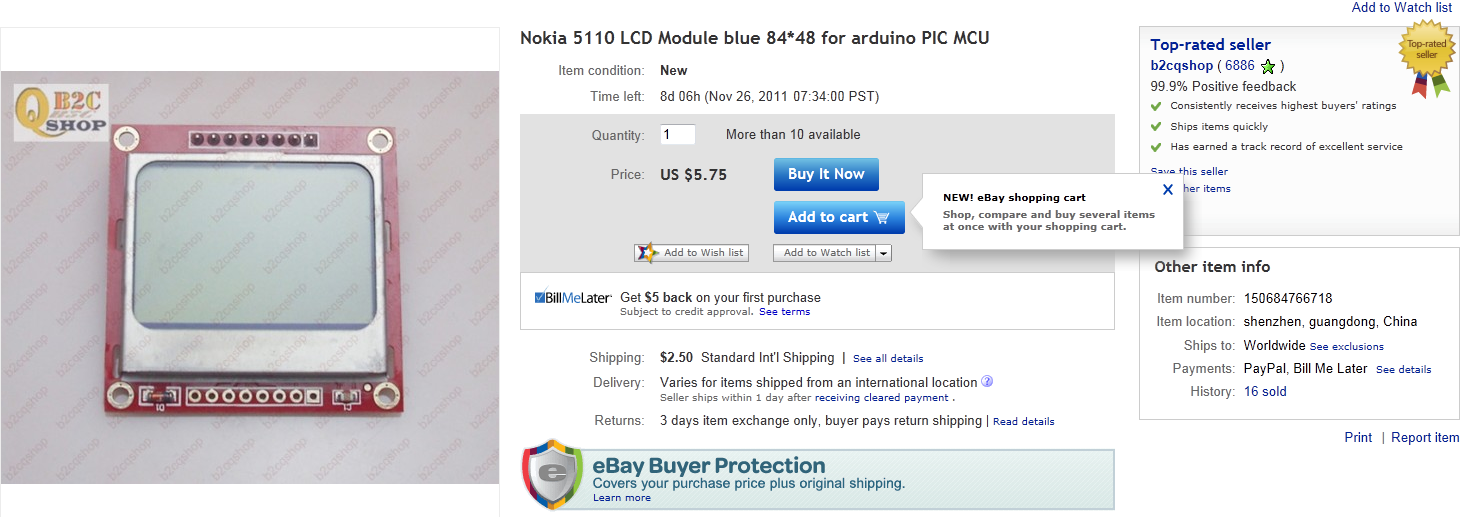 Add to Watch list
Nokia 5110 LCD Module blue 84*48 for arduino PIC MCU
Item condition: New
Time left: 8d 06h (Nov 26, 2011 07:34:00 PST)
Quantity: 1 More than 10 available
Price: US $5.75 Buy It Now
Add to cart
Add to Wish list Add to Watch list
BillMeLater Get $5 back on your first purchase
Subject to credit approval. See terms
Shipping: $2.50 Standard Int'l Shipping | See all details
Delivery: Varies for items shipped from an international location
Seller ships within 1 day after receiving cleared payment .
Returns: 3 days item exchange only, buyer pays return shipping | Read details
eBay Buyer Protection
Covers your purchase price plus original shipping.
Learn more
NEW! eBay shopping cart
Shop, compare and buy several items
at once with your shopping cart.
Top-rated seller
b2cqshop ( 6886 )
99.9% Positive feedback
Consistently receives highest buyers' ratings
Ships items quickly
Has earned a track record of excellent service
Save this seller
her items
Top-rated
seller
Other item info
Item number: 150684766718
Item location: shenzhen, guangdong, China
Ships to: Worldwide See exclusions
Payments: PayPal, Bill Me Later See details
History: 16 sold
Print | Report item
Q B2C
SHOP
b2cqshop